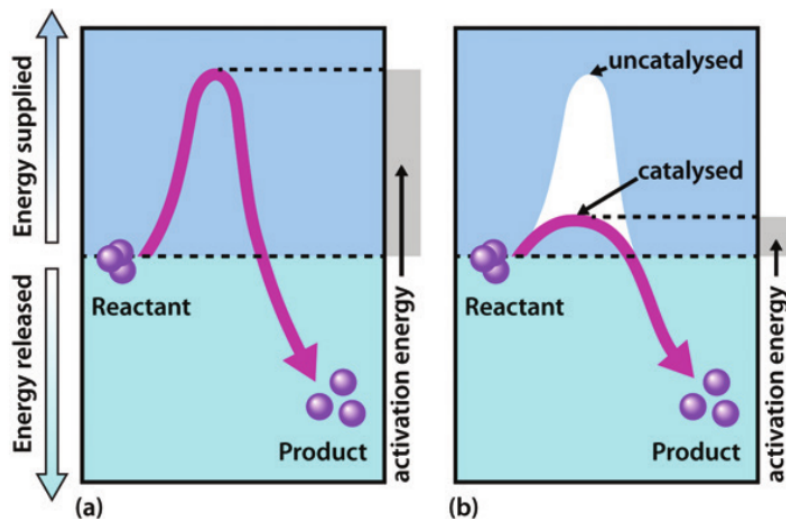 Energy supplied
Energy released
Reactant
Product
activation energy
(a)
uncatalysed
catalysed
Reactant
Product
activation energy
(b)